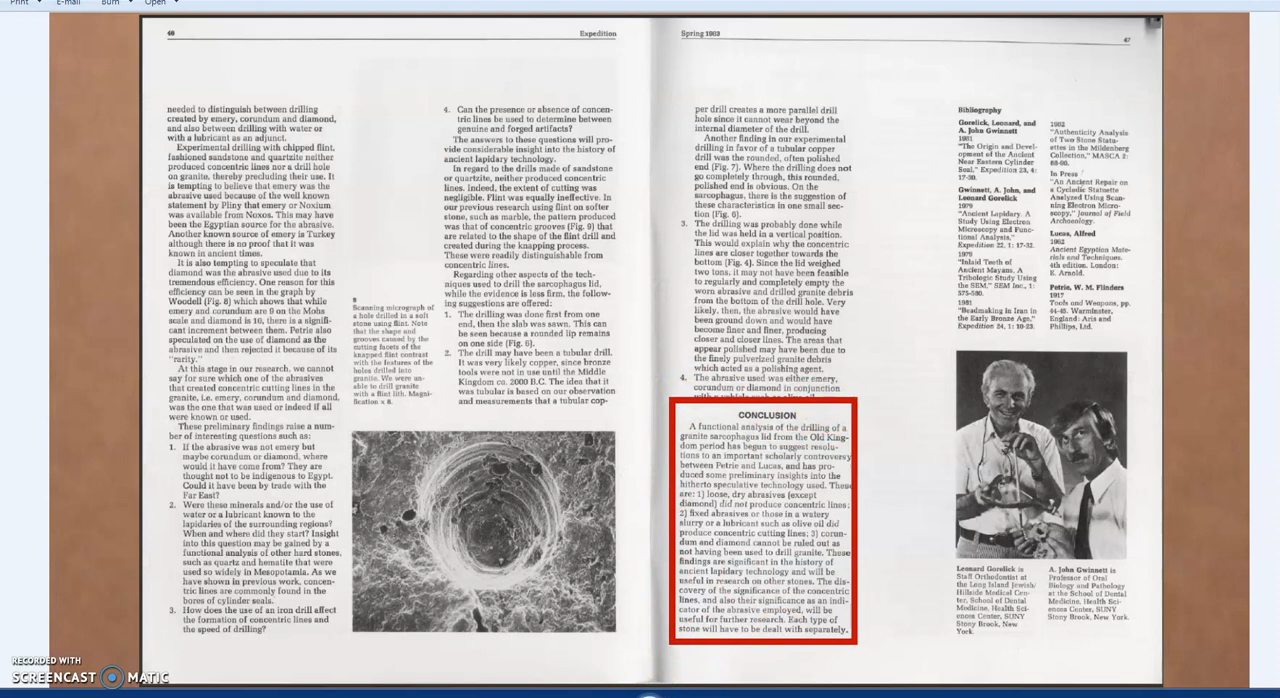 Print
E-mail
Burn
Open
46
Expedition
needed to distinguish between drilling
created by emery, corundum and diamond,
and also between drilling with water or
with a lubricant as an adjunct.
Experimental drilling with chipped flint,
fashioned sandstone and quartzite neither
produced concentric lines nor a drill hole
on granite, thereby precluding their use. It
is tempting to believe that emery was the
abrasive used because of the well known
statement by Pliny that emery or Noxium
was available from Noxos. This may have
been the Egyptian source for the abrasive.
Another known source of emery is Turkey
although there is no proof that it was
known in ancient times.
It is also tempting to speculate that
diamond was the abrasive used due to its
tremendous efficiency. One reason for this
efficiency can be seen in the graph by
Woodell (Fig. 8) which shows that while
emery and corundum are 9 on the Mohs
scale and diamond is 10, there is a signifi-
cant increment between them. Petrie also
speculated on the use of diamond as the
abrasive and then rejected it because of its
"rarity."
At this stage in our research, we cannot
say for sure which one of the abrasives
that created concentric cutting lines in the
granite, i.e. emery, corundum and diamond,
was the one that was used or indeed if all
were known or used.
These preliminary findings raise a num-
ber of interesting questions such as:
1. If the abrasive was not emery but
maybe corundum or diamond, where
would it have come from? They are
thought not to be indigenous to Egypt.
Could it have been by trade with the
Far East?
2. Were these minerals and/or the use of
water or a lubricant known to the
lapidaries of the surrounding regions?
When and where did they start? Insight
into this question may be gained by a
functional analysis of other hard stones,
such as quartz and hematite that were
used so widely in Mesopotamia. As we
have shown in previous work, concen-
tric lines are commonly found in the
bores of cylinder seals.
3. How does the use of an iron drill affect
the formation of concentric lines and
the speed of drilling?
Scanning micrograph of
a hole drilled in a soft
stone using flint. Note
that the shape and
grooves caused by the
cutting facets of the
knapped flint contrast
with the features of the
holes drilled into
granite. We were un-
able to drill granite
with a flint lith. Magni-
fication x 8.
4. Can the presence or absence of concen-
tric lines be used to determine between
genuine and forged artifacts?
The answers to these questions will pro-
vide considerable insight into the history of
ancient lapidary technology.
In regard to the drills made of sandstone
or quartzite, neither produced concentric
lines. Indeed, the extent of cutting was
negligible. Flint was equally ineffective. In
our previous research using flint on softer
stone, such as marble, the pattern produced
was that of concentric grooves (Fig. 9) that
are related to the shape of the flint drill and
created during the knapping process.
These were readily distinguishable from
concentric lines.
Regarding other aspects of the tech-
niques used to drill the sarcophagus lid,
while the evidence is less firm, the follow-
ing suggestions are offered:
1. The drilling was done first from one
end, then the slab was sawn. This can
be seen because a rounded lip remains
on one side (Fig. 6).
2. The drill may have been a tubular drill.
It was very likely copper, since bronze
tools were not in use until the Middle
Kingdom ca. 2000 B.C. The idea that it
was tubular is based on our observation
and measurements that a tubular cop-
Spring 1983
47
per drill creates a more parallel drill
hole since it cannot wear beyond the
internal diameter of the drill.
Another finding in our experimental
drilling in favor of a tubular copper
drill was the rounded, often polished
end (Fig. 7). Where the drilling does not
go completely through, this rounded,
polished end is obvious. On the
sarcophagus, there is the suggestion of
these characteristics in one small sec-
tion (Fig. 6).
3. The drilling was probably done while
the lid was held in a vertical position.
This would explain why the concentric
lines are closer together towards the
bottom (Fig. 4). Since the lid weighed
two tons, it may not have been feasible
to regularly and completely empty the
worn abrasive and drilled granite debris
from the bottom of the drill hole. Very
likely, then, the abrasive would have
been ground down and would have
become finer and finer, producing
closer and closer lines. The areas that
appear polished may have been due to
the finely pulverized granite debris
which acted as a polishing agent.
4. The abrasive used was either emery,
corundum or diamond in conjunction
CONCLUSION
A functional analysis of the drilling of a
granite sarcophagus lid from the Old King-
dom period has begun to suggest resolu-
tions to an important scholarly controversy
between Petrie and Lucas, and has pro-
duced some preliminary insights into the
hitherto speculative technology used. These
are: 1) loose, dry abrasives (except
diamond) did not produce concentric lines;
2) fixed abrasives or those in a watery
slurry or a lubricant such as olive oil did
produce concentric cutting lines; 3) corun-
dum and diamond cannot be ruled out as
not having been used to drill granite. These
findings are significant in the history of
ancient lapidary technology and will be
useful in research on other stones. The dis-
covery of the significance of the concentric
lines, and also their significance as an indi-
cator of the abrasive employed, will be
useful for further research. Each type of
stone will have to be dealt with separately.
Bibliography
Gorelick, Leonard, and
A. John Gwinnett
1981
"The Origin and Devel-
opment of the Ancient
Near Eastern Cylinder
Seal." Expedition 23, 4:
17-30.
Gwinnett, A. John, and
Leonard Gorelick
1979
"Ancient Lapidary. A
Study Using Electron
Microscopy and Func-
tional Analysis,"
Expedition 22, 1: 17-32.
1979
"Inlaid Teeth of
Ancient Mayans. A
Tribologic Study Using
the SEM," SEM Inc., 1:
575-580.
1981
"Beadmaking in Iran in
the Early Bronze Age,"
Expedition 24, 1: 10-23.
1982
"Authenticity Analysis
of Two Stone Statu-
ettes in the Mildenberg
Collection," MASCA 2:
In Press
"An Ancient Repair on
a Cycladic Statuette
Analyzed Using Scan-
ning Electron Micro-
scopy," Journal of Field
Archaeology.
Lucas, Alfred
1962
Ancient Egyptian Mate-
rials and Techniques.
4th edition. London:
E. Arnold.
Petrie, W. M. Flinders
1917
Tools and Weapons, pp.
44-45. Warminster,
England: Aris and
Phillips, Ltd.
Leonard Gorelick is
Staff Orthodontist at
the Long Island Jewish/
Hillside Medical Cen-
ter, School of Dental
Medicine, Health Sci-
ences Center, SUNY
Stony Brook, New
York.
A. John Gwinnett is
Professor of Oral
Biology and Pathology
at the School of Dental
Medicine, Health Sci-
ences Center, SUNY
Stony Brook, New York.
RECORDED WITH
SCREENCAST MATIC